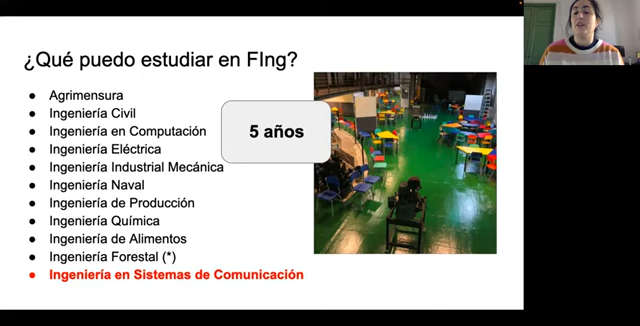 ¿Qué puedo estudiar en FIng?
Agrimensura
Ingeniería Civil
Ingeniería en Computación
Ingeniería Eléctrica
Ingeniería Industrial Mecánica
Ingeniería Naval
Ingeniería de Producción
Ingeniería Química
Ingeniería de Alimentos
Ingeniería Forestal (*)
Ingeniería en Sistemas de Comunicación
5 años